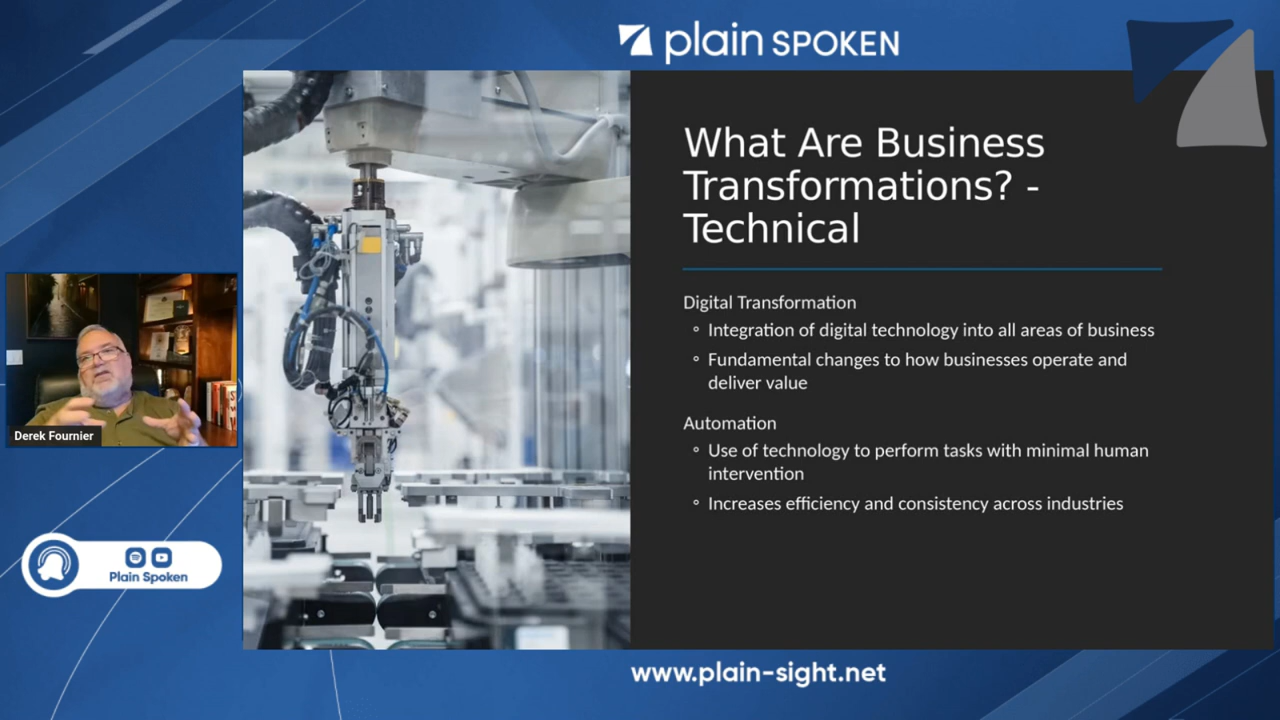 plain SPOKEN
What Are Business
Transformations? -
Technical
Digital Transformation
◦ Integration of digital technology into all areas of business
◦ Fundamental changes to how businesses operate and
deliver value
Automation
◦ Use of technology to perform tasks with minimal human
intervention
◦ Increases efficiency and consistency across industries
Derek Fournier
Plain Spoken
www.plain-sight.net